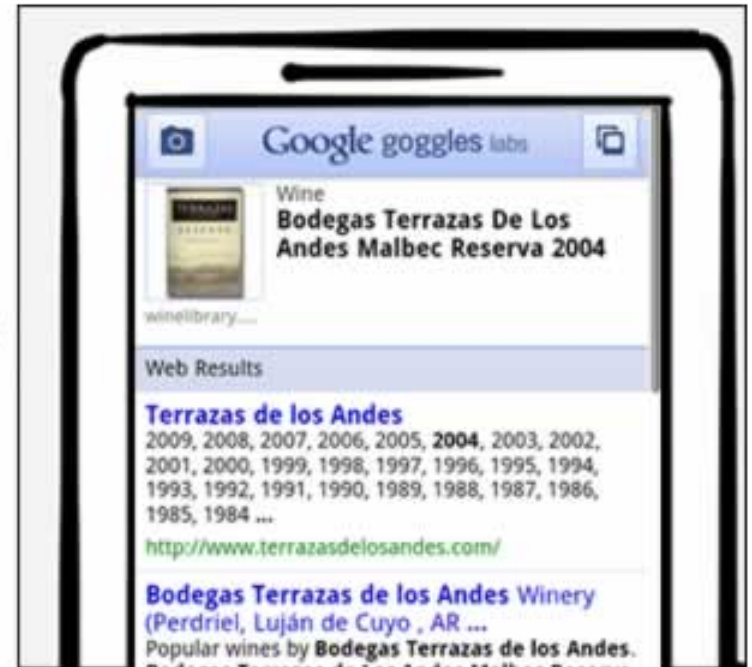 Google goggles labs
Wine
Bodegas Terrazas De Los
Andes Malbec Reserva 2004
TERRAZAS
RESERVA
winelibrary....
Web Results
Terrazas de los Andes
2009, 2008, 2007, 2006, 2005, 2004, 2003, 2002,
2001, 2000, 1999, 1998, 1997, 1996, 1995, 1994,
1993, 1992, 1991, 1990, 1989, 1988, 1987, 1986,
1985, 1984 ...
http://www.terrazasdelosandes.com/
Bodegas Terrazas de los Andes Winery
(Perdriel, Luján de Cuyo , AR ...
Popular wines by Bodegas Terrazas de los Andes.